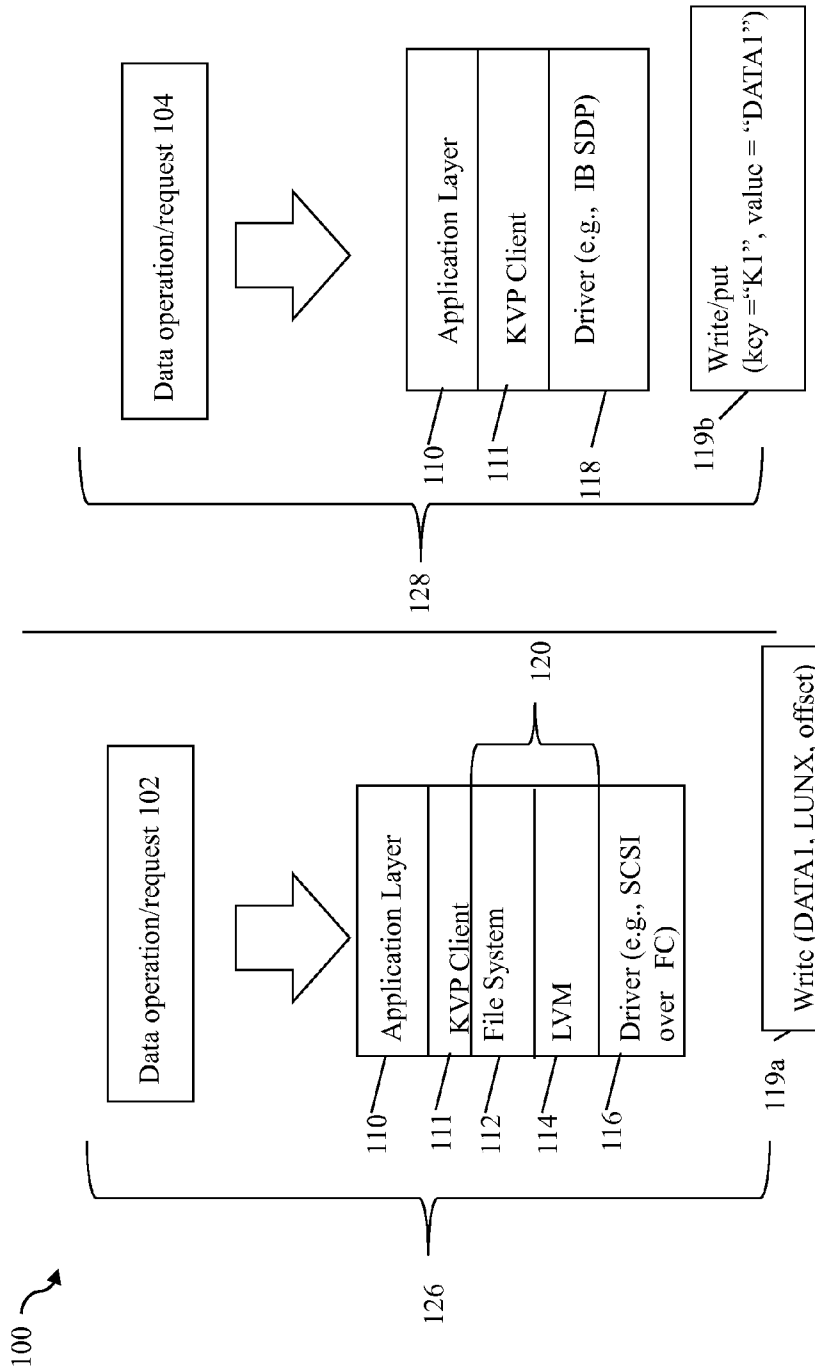 100
Data operation/request 102
126
110
Application Layer
111
KVP Client
112
File System
114
LVM
120
116
Driver (e.g., SCSI
over FC)
119a
Write (DATA1, LUNX, offset)
Data operation/request 104
128
110
Application Layer
111
KVP Client
118
Driver (e.g., IB SDP)
119b
Write/put
(key =“K1”, value = “DATA1”)